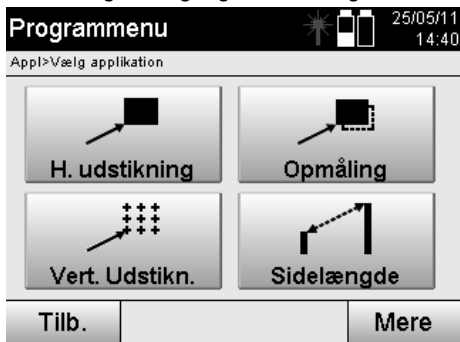 Programmenu
25/05/11
14:40
Appl>Vælg applikation
H. udstikning
Opmåling
Vert. Udstikn.
Sidelængde
Tilb.
Mere